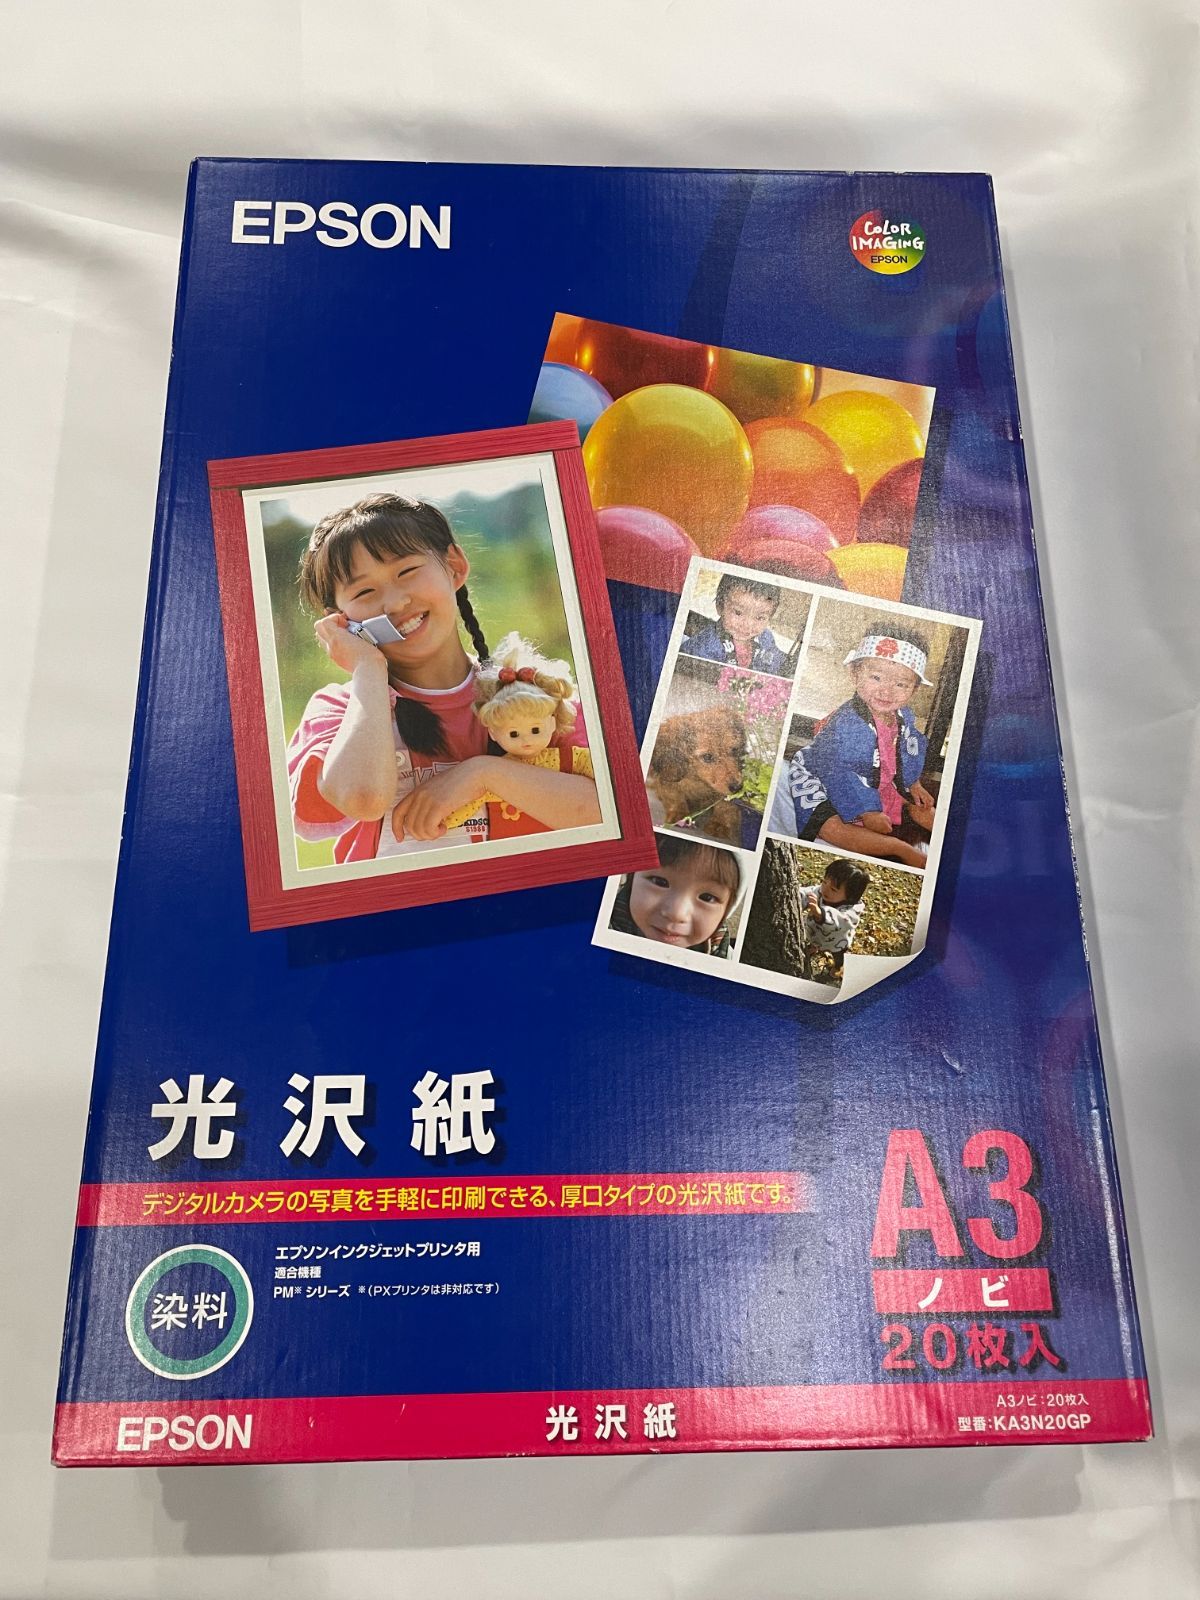 EPSON
COLOR
IMAGING
EPSON
KIDSC
光沢紙
デジタルカメラの写真を手軽に印刷できる、厚口タイプの光沢紙です。
染料
エプソンインクジェットプリンタ用
適合機種
PM※シリーズ ※(PXプリンタは非対応です)
A3
ノビ
20枚入
EPSON
光沢紙
A3ノビ:20枚入
型番:KA3N20GP